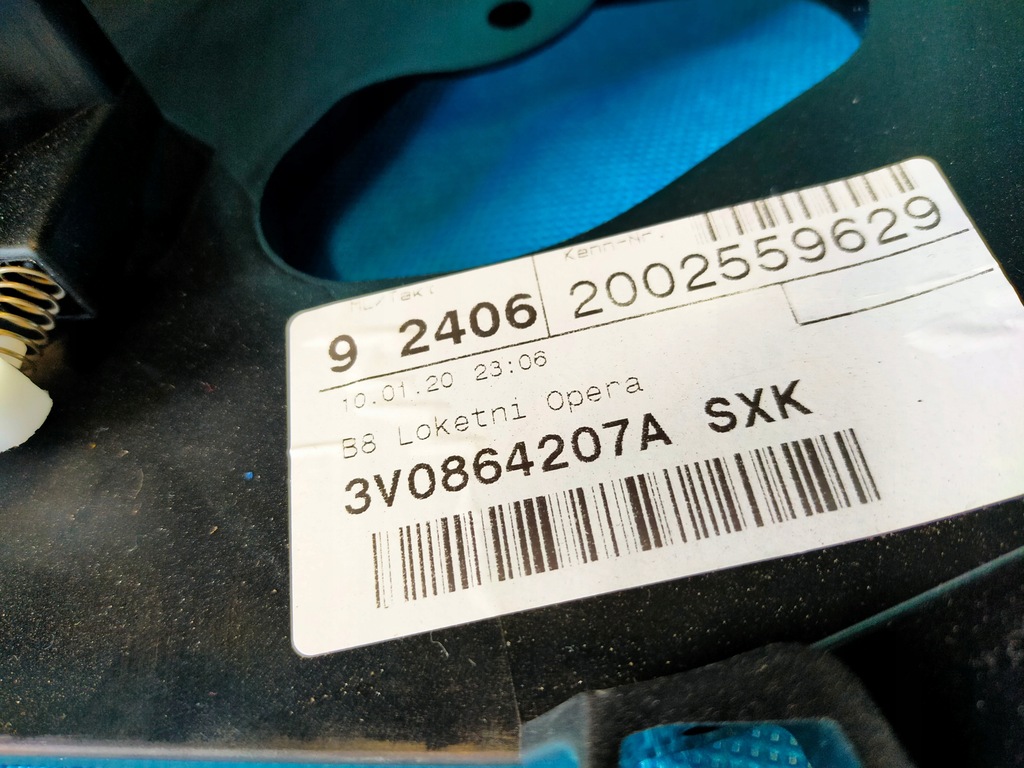 Kenn-Nr.
9 2406 2002559629
10.01.20 23:06
B8 Loketni Opera
3V0864207A SXK